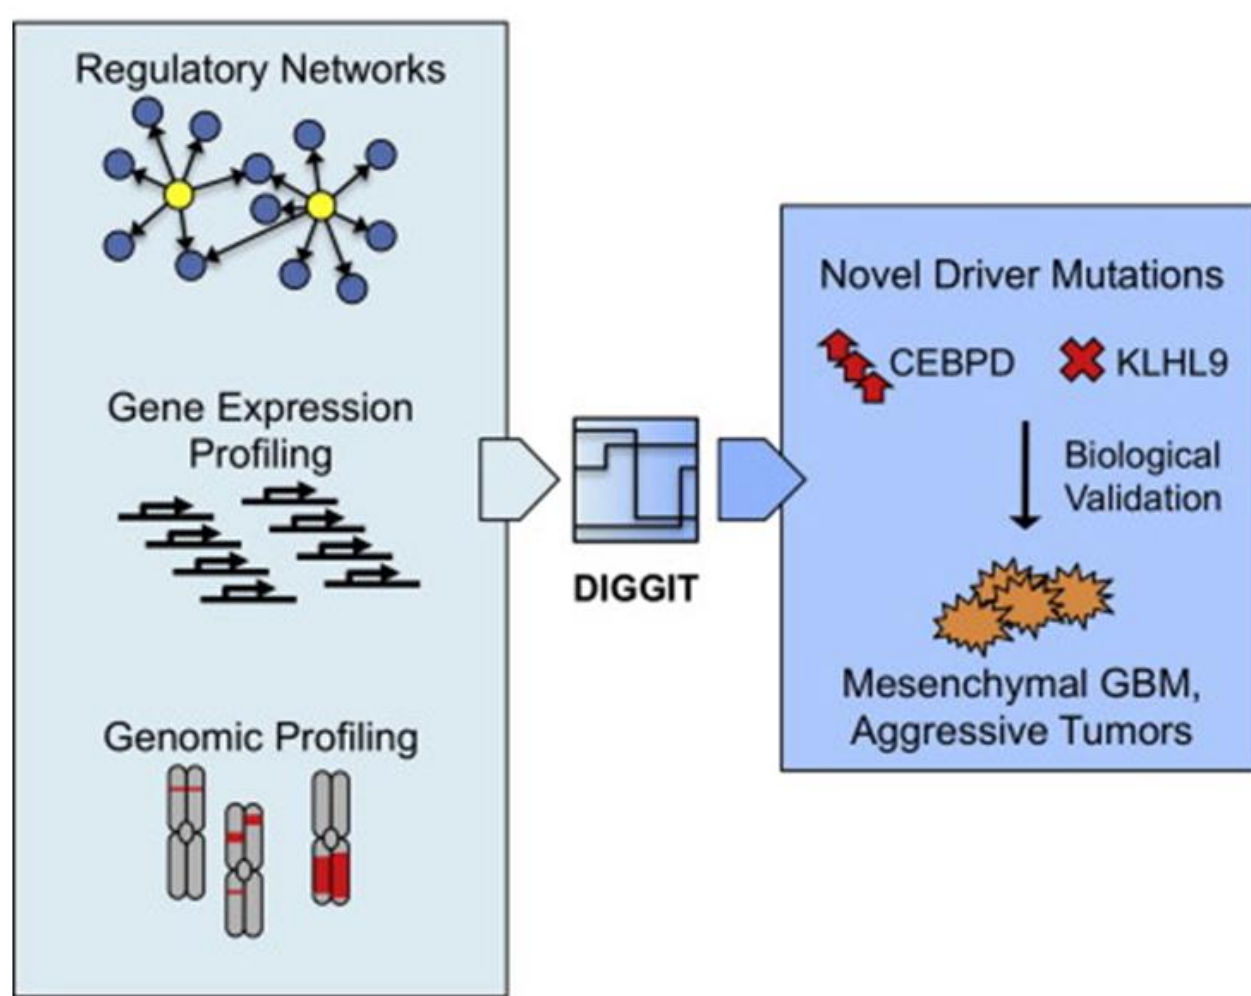 Regulatory Networks
Gene Expression
Profiling
Genomic Profiling
DIGGIT
Novel Driver Mutations
CEBPD
KLHL9
Biological
Validation
Mesenchymal GBM,
Aggressive Tumors